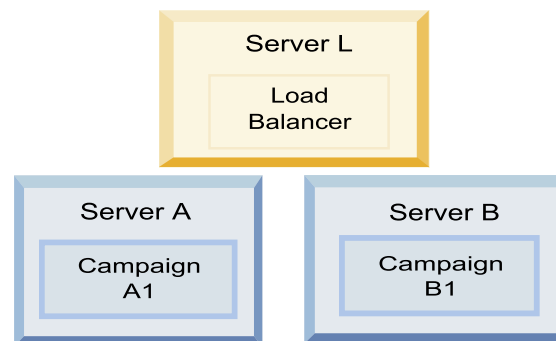 Server L
Load
Balancer
Server A
Campaign
A1
Server B
Campaign
B1